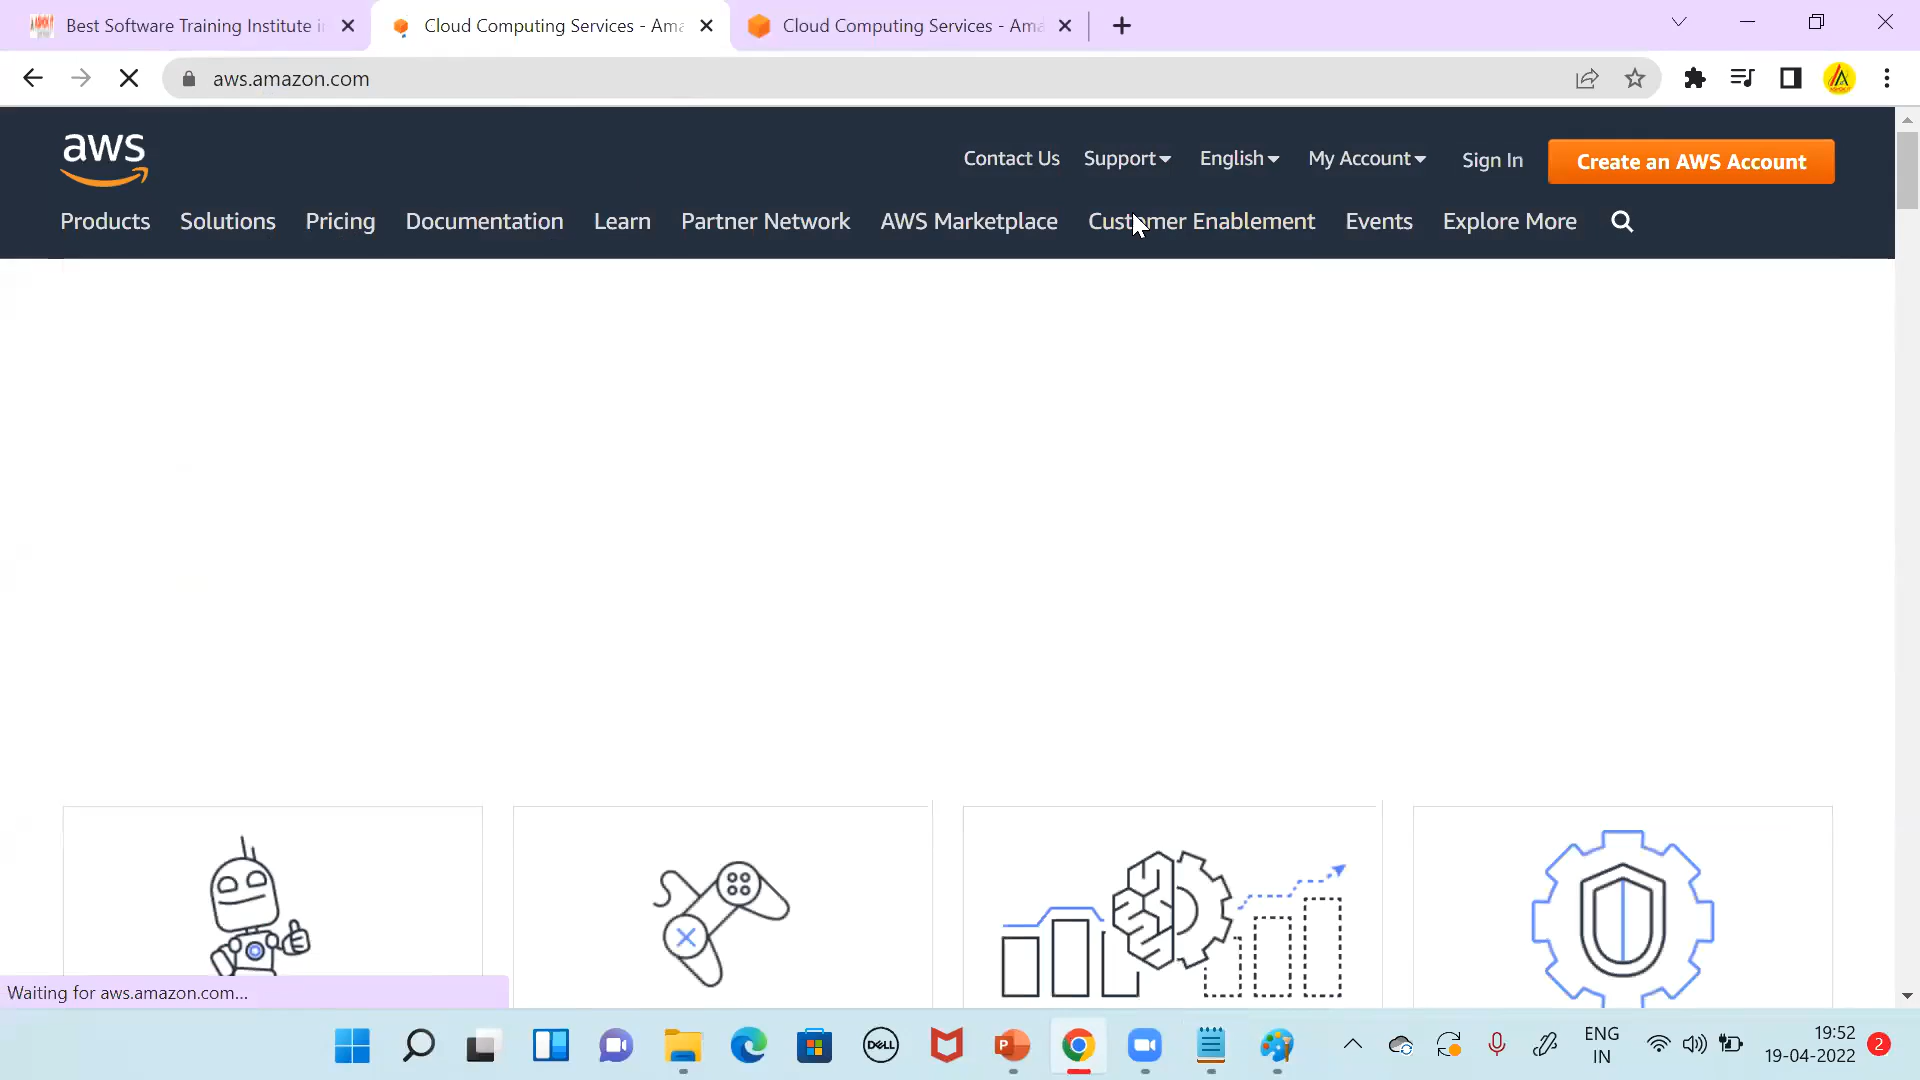 Best Software Training Institute i
Cloud Computing Services - Ama
Cloud Computing Services - Ama
aws.amazon.com
aws
Contact Us
Support
English
My Account
Sign In
Create an AWS Account
Products
Solutions
Pricing
Documentation
Learn
Partner Network
AWS Marketplace
Customer Enablement
Events
Explore More
Waiting for aws.amazon.com...
DELL
P
ENG
IN
19:52
19-04-2022
2